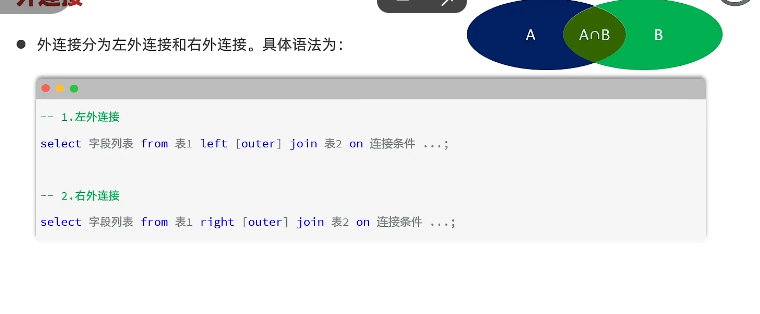 外连接
A
A∩B
B
外连接分为左外连接和右外连接。具体语法为：
-- 1.左外连接
select 字段列表 from 表1 left [outer] join 表2 on 连接条件 ...;
-- 2.右外连接
select 字段列表 from 表1 right [outer] join 表2 on 连接条件 ...;